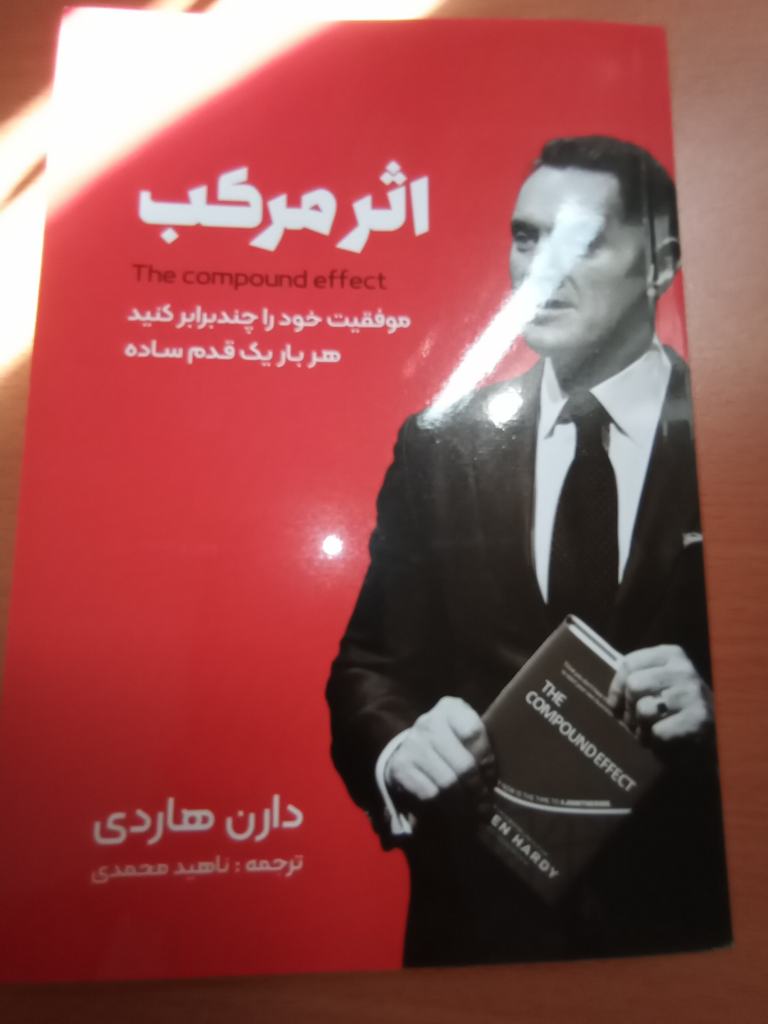 اثر مرکب
The compound effect
موفقیت خود را چندبرابر کنید
هر بار یک قدم ساده
THE
COMPOUND EFFECT
EN HARDY
دارن هاردی
ترجمه : ناهید محمدی